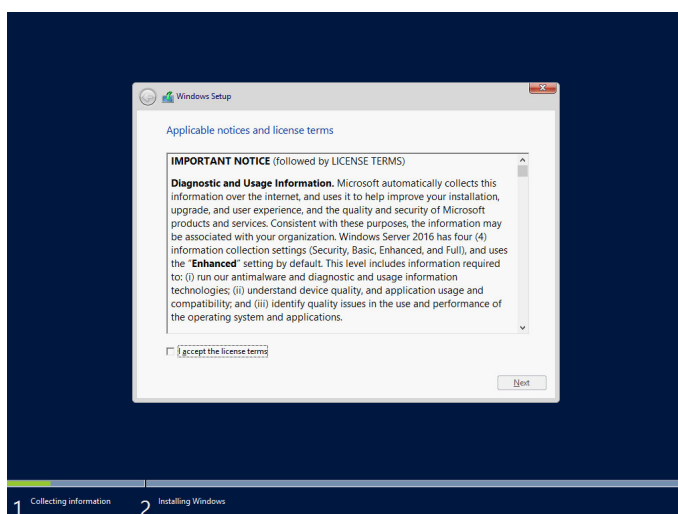 Windows Setup
Applicable notices and license terms
IMPORTANT NOTICE (followed by LICENSE TERMS)
Diagnostic and Usage Information. Microsoft automatically collects this
information over the internet, and uses it to help improve your installation,
upgrade, and user experience, and the quality and security of Microsoft
products and services. Consistent with these purposes, the information may
be associated with your organization. Windows Server 2016 has four (4)
information collection settings (Security, Basic, Enhanced, and Full), and uses
the “Enhanced” setting by default. This level includes information required
to: (i) run our antimalware and diagnostic and usage information
technologies; (ii) understand device quality, and application usage and
compatibility; and (iii) identify quality issues in the use and performance of
the operating system and applications.
I accept the license terms
Next
1 Collecting information
2 Installing Windows